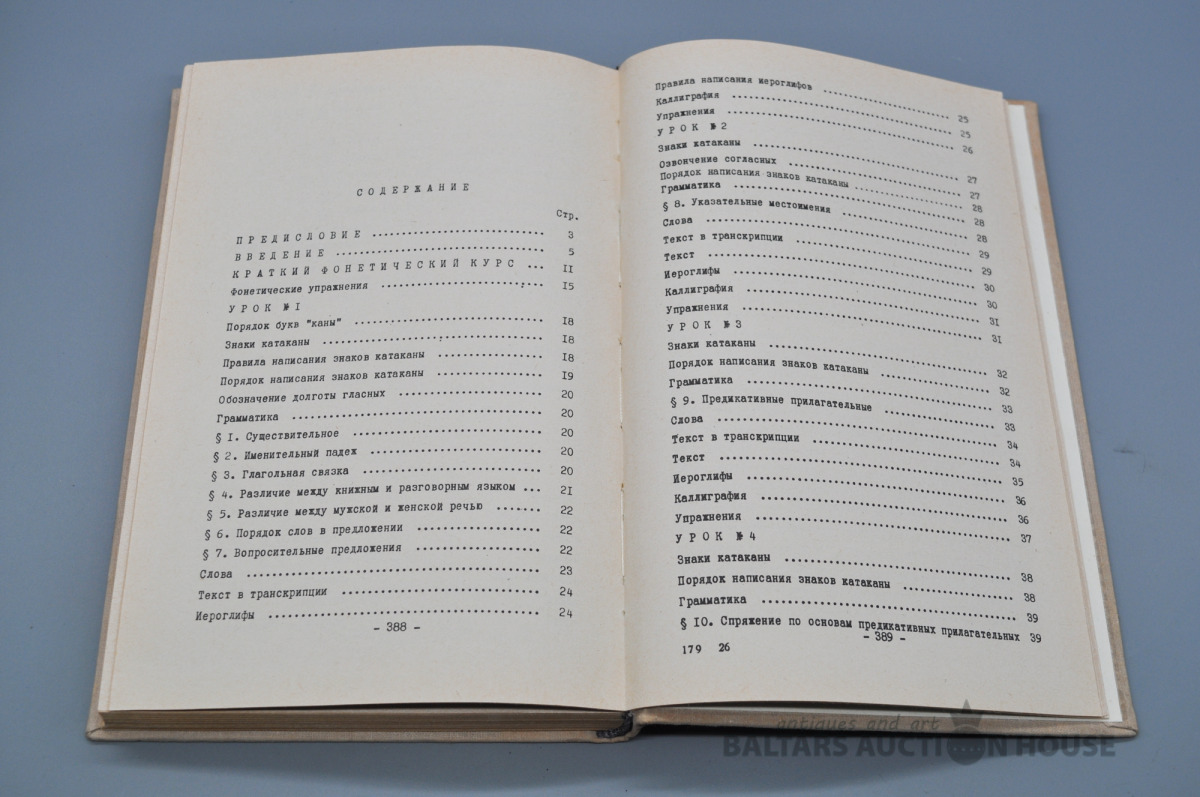 СОДЕРЖАНИЕ
Стр.
ПРЕДИСЛОВИЕ ........................ 3
ВВЕДЕНИЕ ........................ 5
КРАТКИЙ ФОНЕТИЧЕСКИЙ КУРС ... II
Фонетические упражнения ........................ I5
УРОК №I
Порядок букв "каны" ........................ I8
Знаки катаканы ........................ I8
Правила написания знаков катаканы ............... I8
Порядок написания знаков катаканы ............... I9
Обозначение долготы гласных ..................... 20
Грамматика ........................ 20
§ I. Существительное ........................ 20
§ 2. Именительный падеж ........................ 20
§ 3. Глагольная связка ........................ 20
§ 4. Различие между книжным и разговорным языком ... 2I
§ 5. Различие между мужской и женской речью ....... 22
§ 6. Порядок слов в предложении .................. 22
§ 7. Вопросительные предложения .................. 22
Слова ........................ 23
Текст в транскрипции ........................ 24
Иероглифы ........................ 24
- 388 -
Правила написания иероглифов .................. 25
Каллиграфия ........................ 25
Упражнения ........................ 26
УРОК №2
Знаки катаканы ........................ 27
Озвончение согласных ........................ 27
Порядок написания знаков катаканы ............... 28
Грамматика ........................ 28
§ 8. Указательные местоимения .................. 28
Слова ........................ 29
Текст в транскрипции ........................ 29
Текст ........................ 30
Иероглифы ........................ 30
Каллиграфия ........................ 3I
Упражнения ........................ 3I
УРОК №3
Знаки катаканы ........................ 32
Порядок написания знаков катаканы ............... 32
Грамматика ........................ 33
§ 9. Предикативные прилагательные ............... 33
Слова ........................ 34
Текст в транскрипции ........................ 34
Текст ........................ 35
Иероглифы ........................ 36
Каллиграфия ........................ 36
Упражнения ........................ 37
УРОК №4
Знаки катаканы ........................ 38
Порядок написания знаков катаканы ............... 38
Грамматика ........................ 39
§ IO. Спряжение по основам предикативных прилагательных 39
- 389 -
179 26
antiques and art
BALTARS AUCTION HOUSE